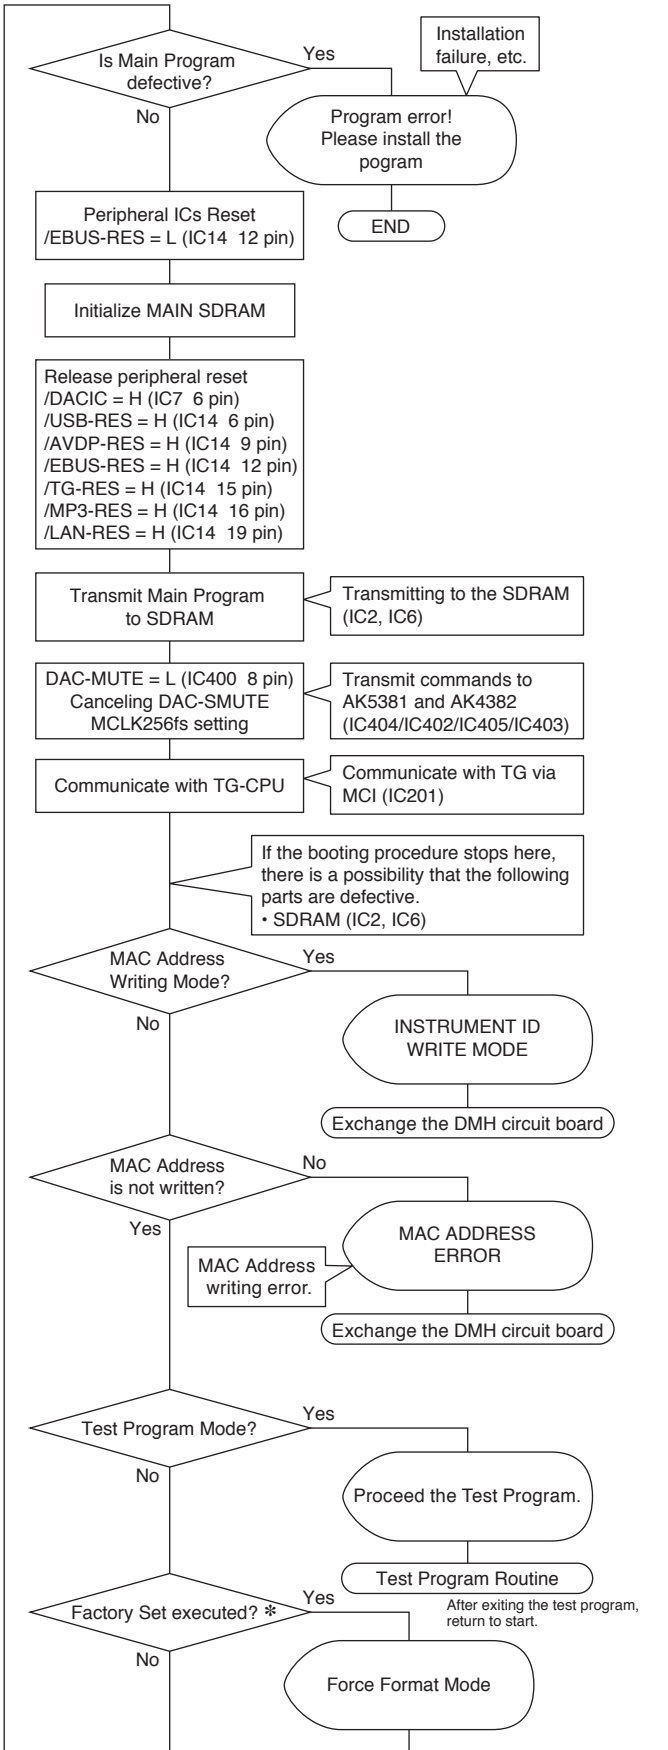 Is Main Program
defective?
Yes
No
Installation
failure, etc.
Program error!
Please install the
pogram
END
Peripheral ICs Reset
/EBUS-RES = L (IC14 12 pin)
Initialize MAIN SDRAM
Release peripheral reset
/DACIC = H (IC7 6 pin)
/USB-RES = H (IC14 6 pin)
/AVDP-RES = H (IC14 9 pin)
/EBUS-RES = H (IC14 12 pin)
/TG-RES = H (IC14 15 pin)
/MP3-RES = H (IC14 16 pin)
/LAN-RES = H (IC14 19 pin)
Transmit Main Program
to SDRAM
Transmitting to the SDRAM
(IC2, IC6)
DAC-MUTE = L (IC400 8 pin)
Canceling DAC-SMUTE
MCLK256fs setting
Transmit commands to
AK5381 and AK4382
(IC404/IC402/IC405/IC403)
Communicate with TG-CPU
Communicate with TG via
MCI (IC201)
If the booting procedure stops here,
there is a possibility that the following
parts are defective.
• SDRAM (IC2, IC6)
MAC Address
Writing Mode?
Yes
No
INSTRUMENT ID
WRITE MODE
Exchange the DMH circuit board
MAC Address
is not written?
No
Yes
MAC ADDRESS
ERROR
MAC Address
writing error.
Exchange the DMH circuit board
Test Program Mode?
Yes
No
Proceed the Test Program.
Test Program Routine
After exiting the test program,
return to start.
Factory Set executed? *
Yes
No
Force Format Mode